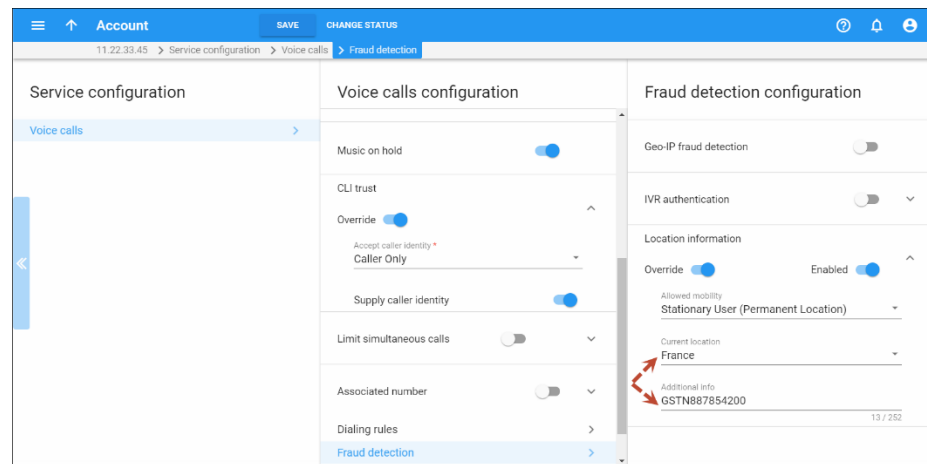 Account
SAVE
CHANGE STATUS
11.22.33.45 > Service configuration > Voice calls > Fraud detection
Service configuration
Voice calls
Voice calls configuration
Music on hold
CLI trust
Override
Accept caller identity *
Caller Only
Supply caller identity
Limit simultaneous calls
Associated number
Dialing rules
Fraud detection
Fraud detection configuration
Geo-IP fraud detection
IVR authentication
Location information
Override
Enabled
Allowed mobility
Stationary User (Permanent Location)
Current location
France
Additional info
GSTN887854200
13 / 252